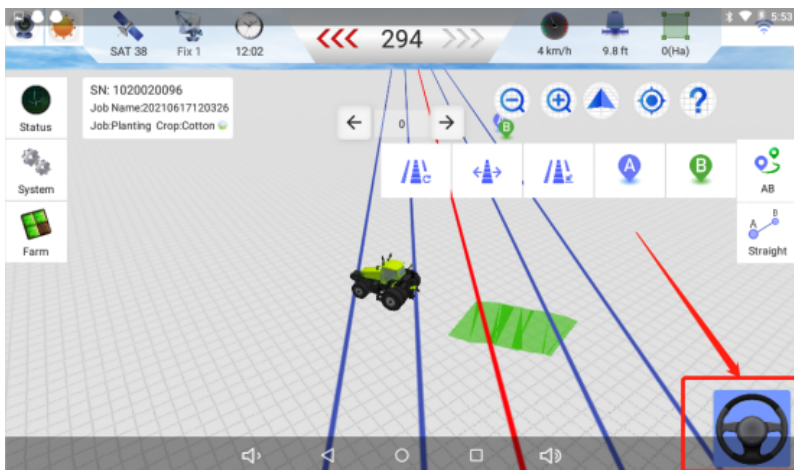 5:53
294
SAT 38 Fix 1 12:02
4 km/h 9.8 ft 0(Ha)
SN: 1020020096
Job Name:20210617120326
Job:Planting Crop:Cotton
Status
System
Farm
0
B
A
B
AB
A B
Straight